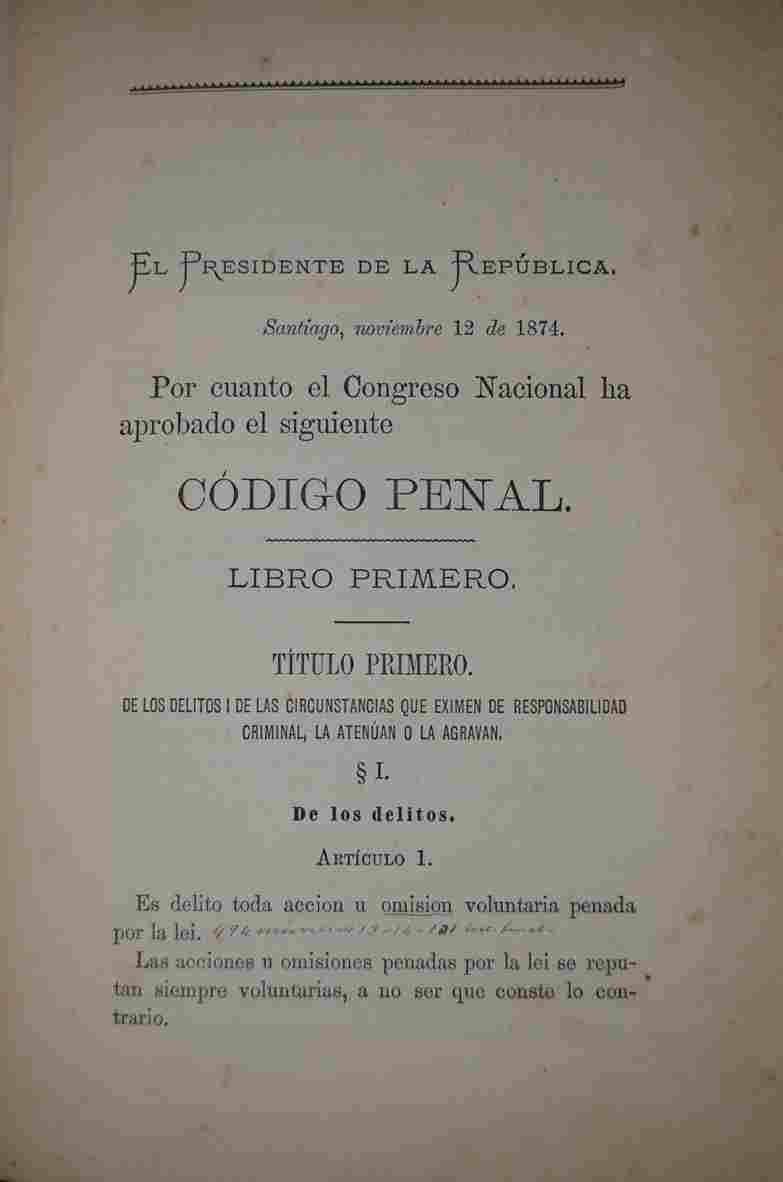 El Presidente de la República.
Santiago, noviembre 12 de 1874.
Por cuanto el Congreso Nacional ha
aprobado el siguiente
CÓDIGO PENAL.
LIBRO PRIMERO.
TÍTULO PRIMERO.
DE LOS DELITOS I DE LAS CIRCUNSTANCIAS QUE EXIMEN DE RESPONSABILIDAD
CRIMINAL, LA ATENÚAN O LA AGRAVAN.
§ I.
De los delitos.
Artículo 1.
Es delito toda accion u omision voluntaria penada
por la lei. 494
Las acciones u omisiones penadas por la lei se repu-
tan siempre voluntarias, a no ser que conste lo con-
trario.